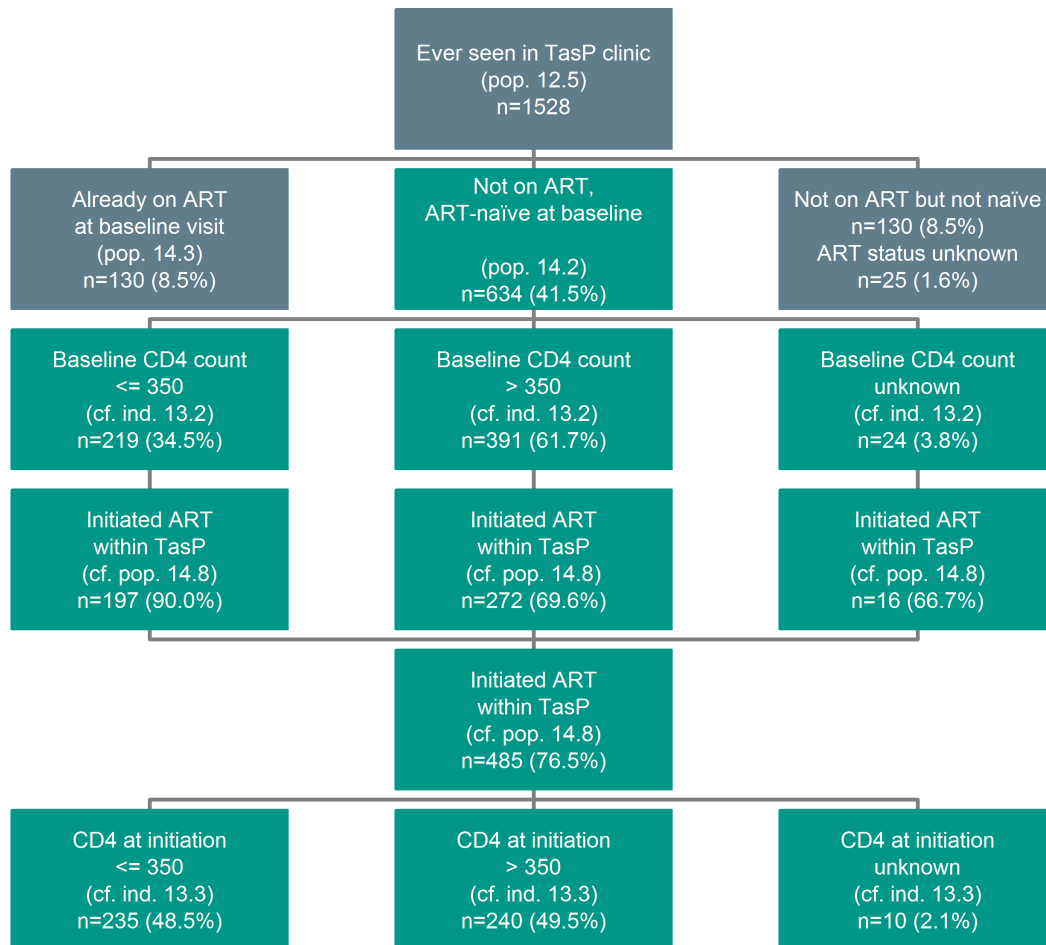 Ever seen in TasP clinic
(pop. 12.5)
n=1528
Already on ART
at baseline visit
(pop. 14.3)
n=130 (8.5%)
Not on ART,
ART-naïve at baseline
(pop. 14.2)
n=634 (41.5%)
Not on ART but not naïve
n=130 (8.5%)
ART status unknown
n=25 (1.6%)
Baseline CD4 count
<= 350
(cf. ind. 13.2)
n=219 (34.5%)
Baseline CD4 count
> 350
(cf. ind. 13.2)
n=391 (61.7%)
Baseline CD4 count
unknown
(cf. ind. 13.2)
n=24 (3.8%)
Initiated ART
within TasP
(cf. pop. 14.8)
n=197 (90.0%)
Initiated ART
within TasP
(cf. pop. 14.8)
n=272 (69.6%)
Initiated ART
within TasP
(cf. pop. 14.8)
n=16 (66.7%)
Initiated ART
within TasP
(cf. pop. 14.8)
n=485 (76.5%)
CD4 at initiation
<= 350
(cf. ind. 13.3)
n=235 (48.5%)
CD4 at initiation
> 350
(cf. ind. 13.3)
n=240 (49.5%)
CD4 at initiation
unknown
(cf. ind. 13.3)
n=10 (2.1%)